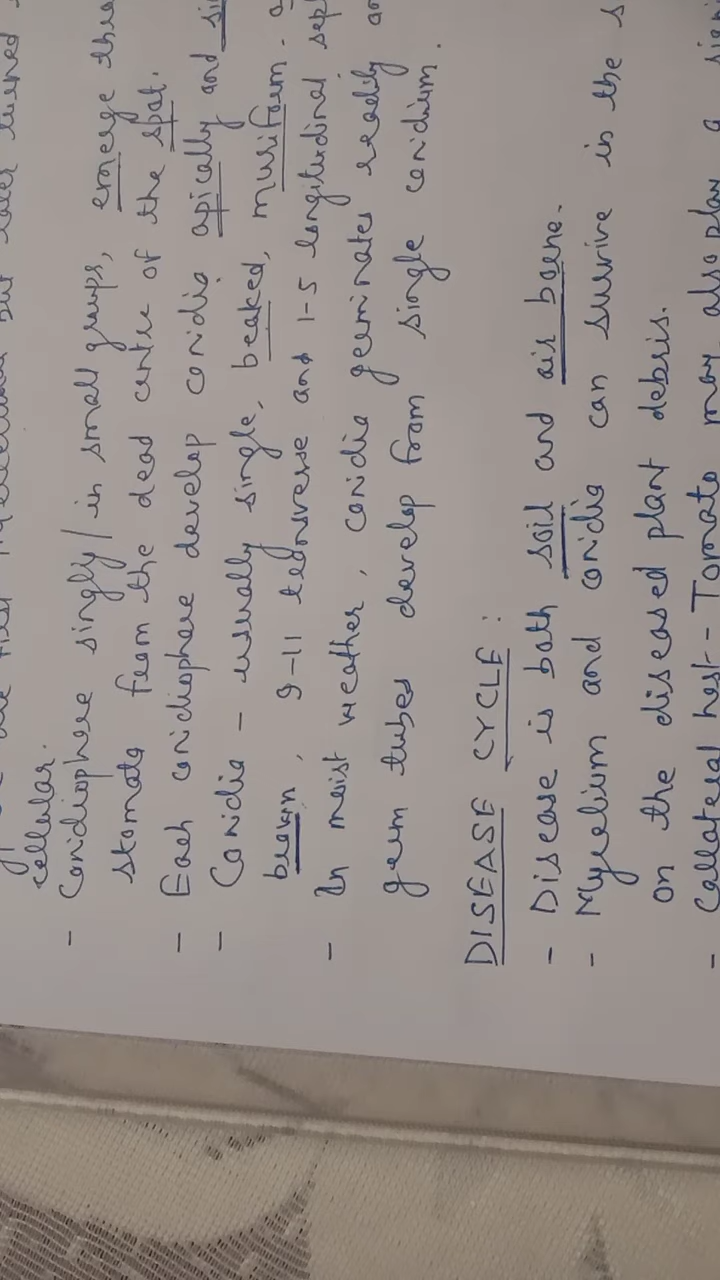 cellular.
- Conidiophore singly / in small groups, emerge
stomata from the dead centre of the spot.
- Each conidiophore develop conidia apically and
- Conidia - usually single, beaked, muriform -
brown, 9-11 transverse and 1-5 longitudinal
- In moist weather, conidia germinates readily
germ tubes develop from single conidium.
DISEASE CYCLE :
- Disease is both soil and air borne.
- Mycelium and conidia can survive in the
on the diseased plant debris.
- Collateral host - Tomato may also play a